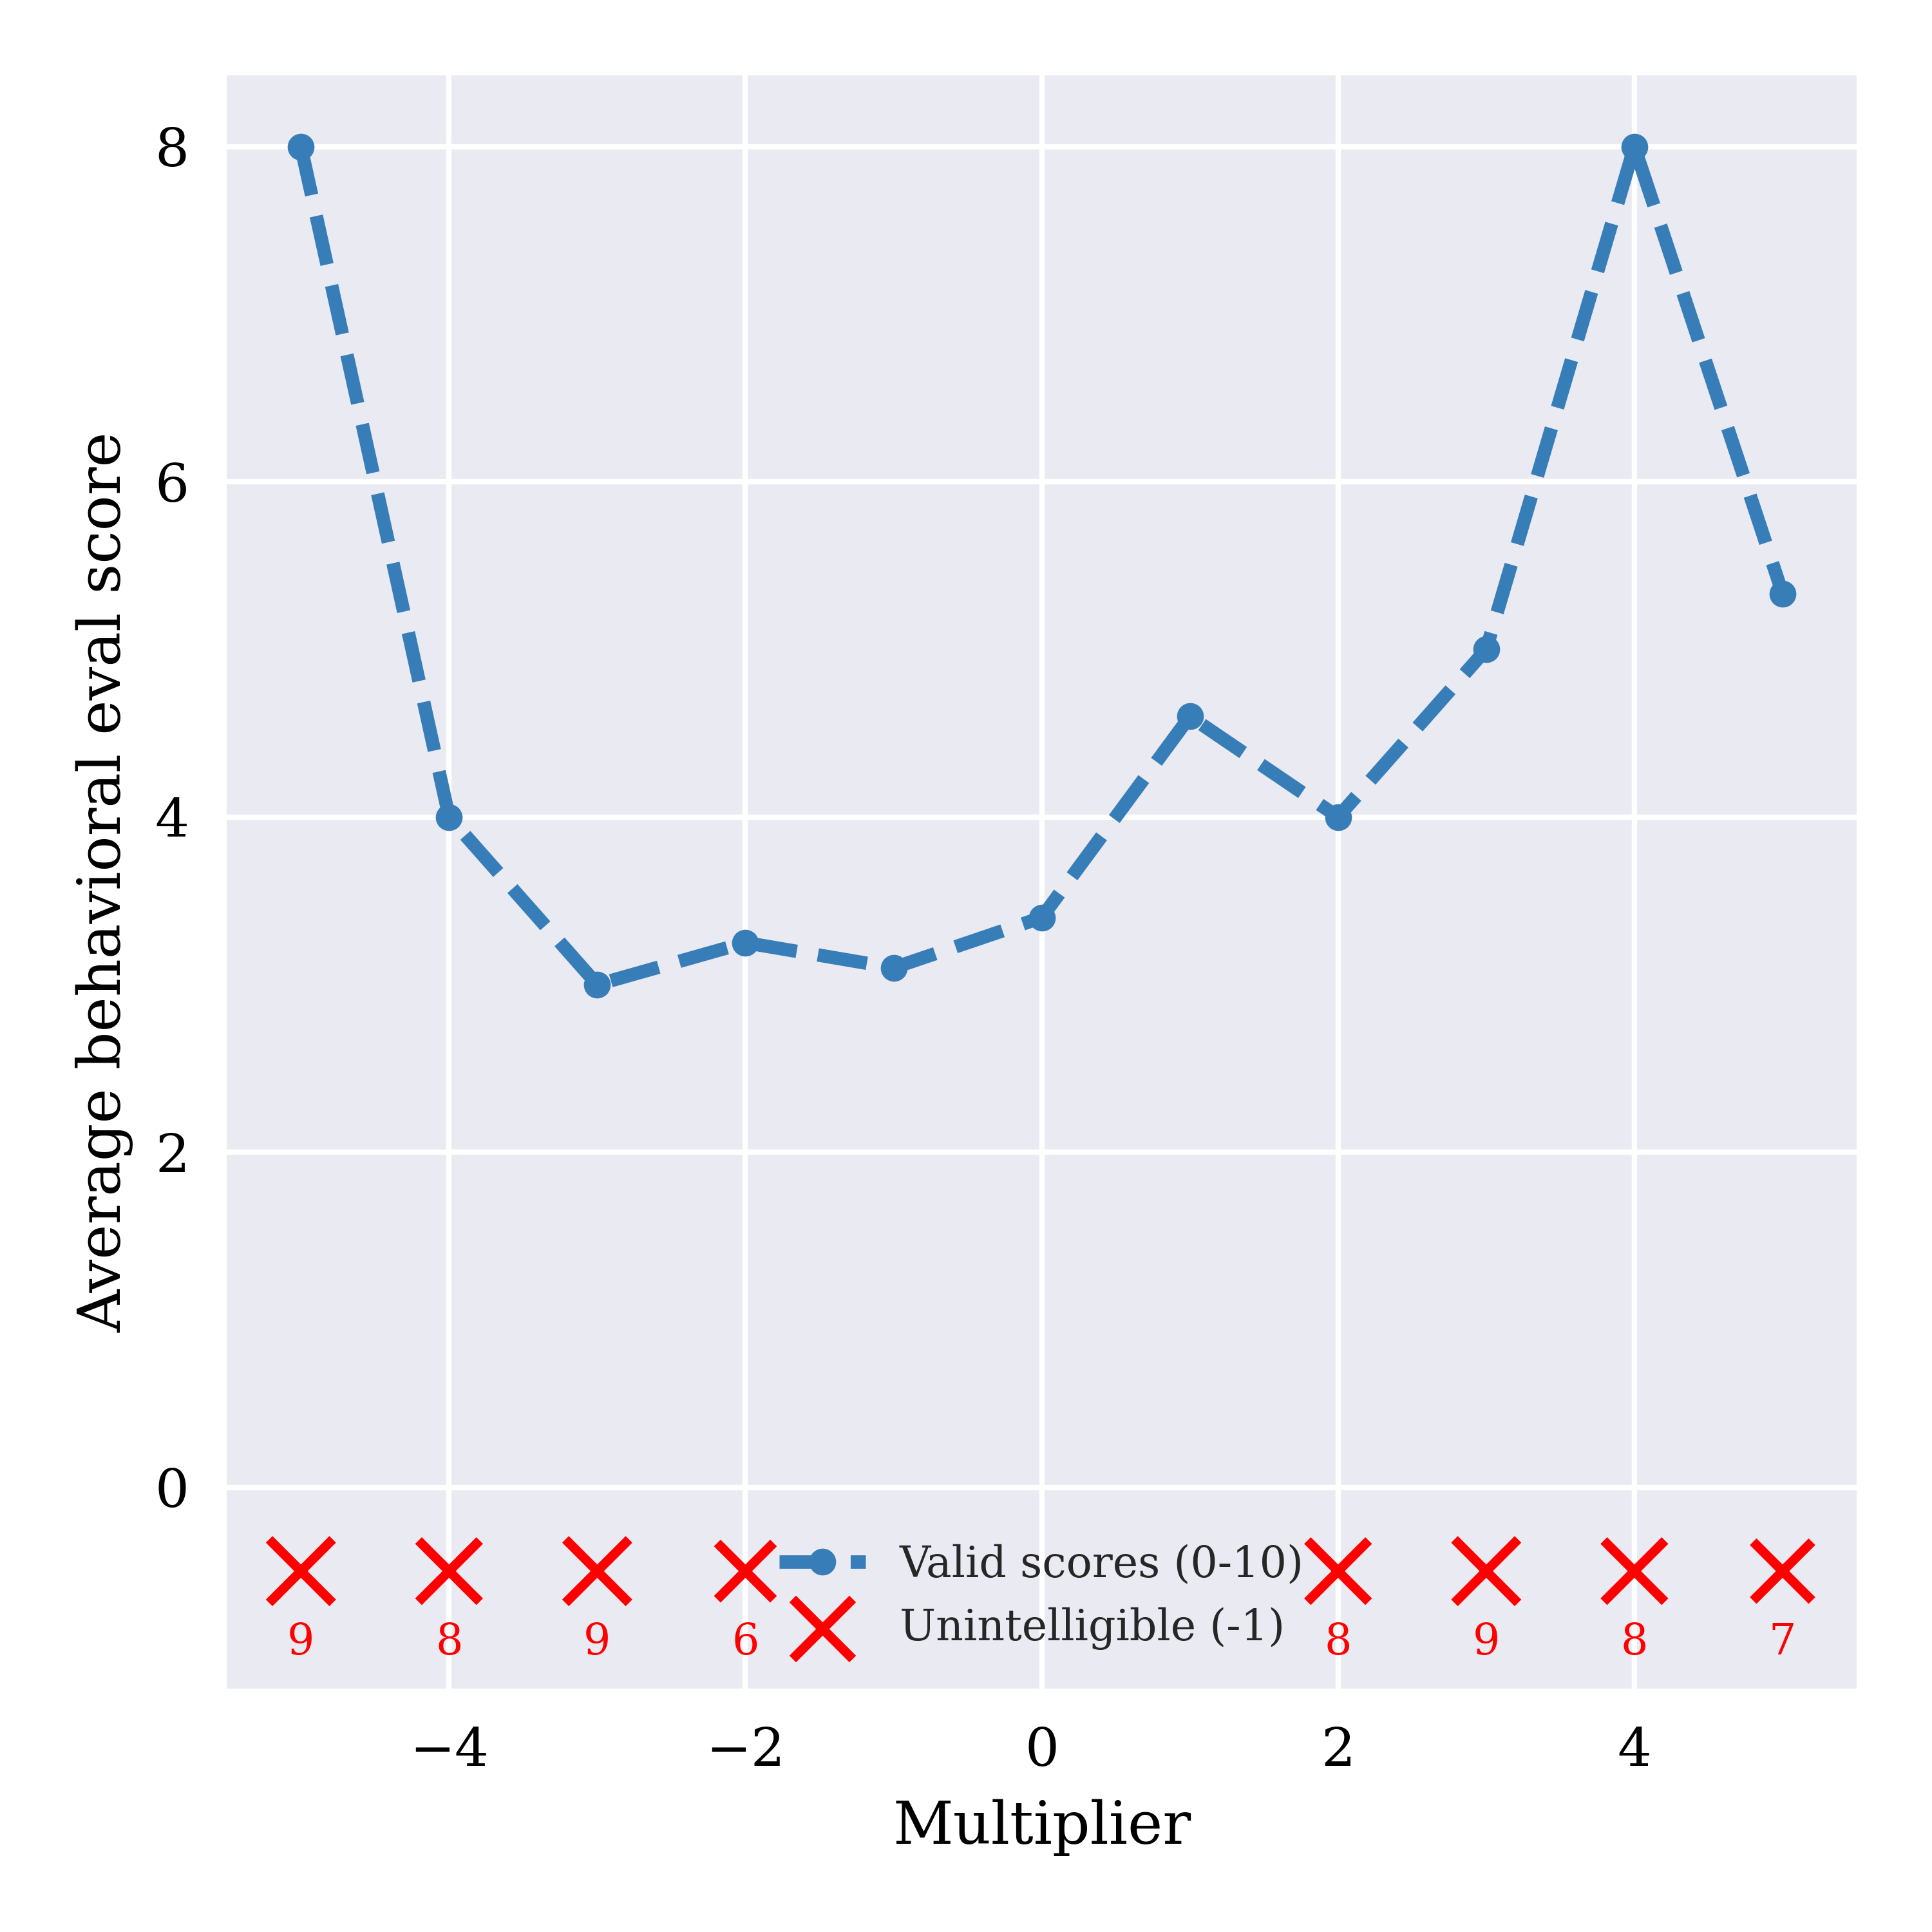 8
6
4
2
0
Average behavioral eval score
Valid scores (0-10)
Unintelligible (-1)
9 8 9 6 8 9 8 7
−4 −2 0 2 4
Multiplier